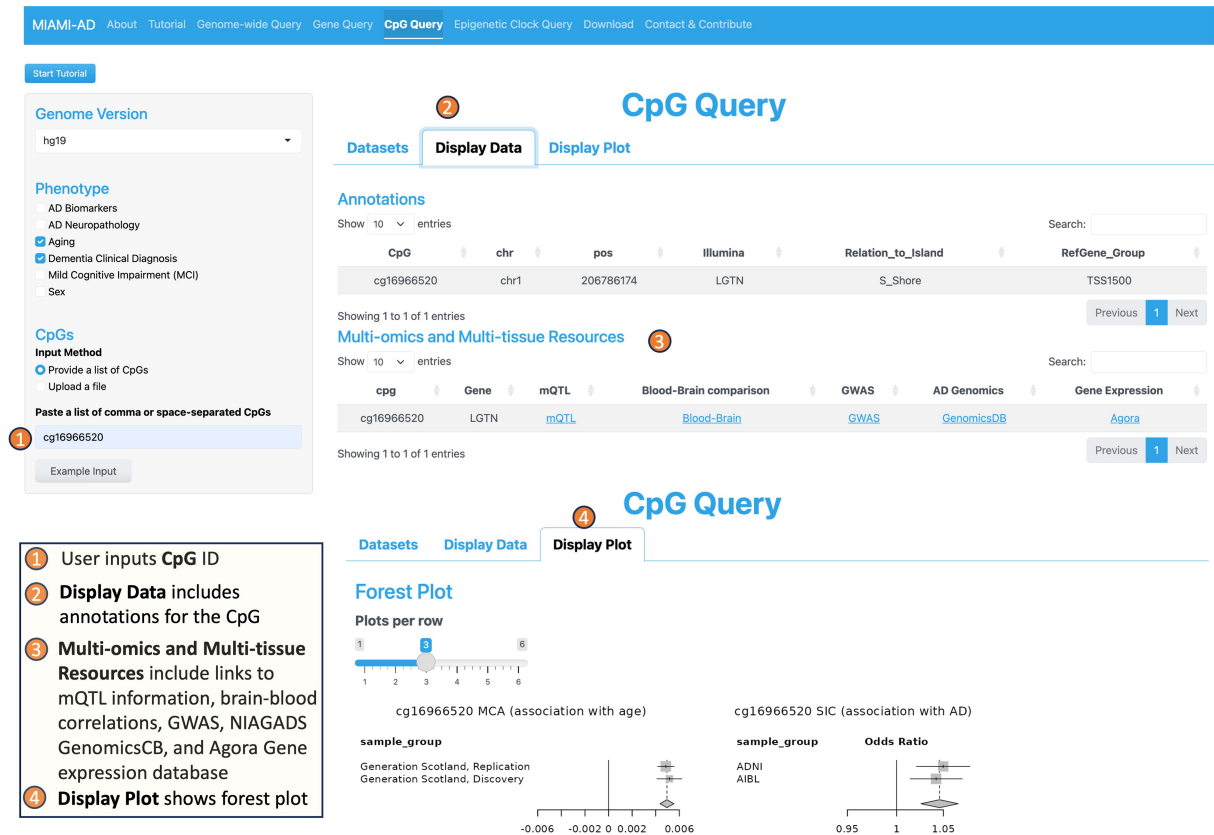 MIAMI-AD About Tutorial Genome-wide Query Gene Query CpG Query Epigenetic Clock Query Download Contact & Contribute
Start Tutorial
Genome Version
hg19
Phenotype
AD Biomarkers
AD Neuropathology
Aging
Dementia Clinical Diagnosis
Mild Cognitive Impairment (MCI)
Sex
CpGs
Input Method
Provide a list of CpGs
Upload a file
Paste a list of comma or space-separated CpGs
1 cg16966520
Example Input
CpG Query
2
Datasets Display Data Display Plot
Annotations
Show 10 entries Search:
CpG chr pos Illumina Relation_to_Island RefGene_Group
cg16966520 chr1 206786174 LGTN S_Shore TSS1500
Showing 1 to 1 of 1 entries Previous 1 Next
Multi-omics and Multi-tissue Resources 3
Show 10 entries Search:
cpg Gene mQTL Blood-Brain comparison GWAS AD Genomics Gene Expression
cg16966520 LGTN mQTL Blood-Brain GWAS GenomicsDB Agora
Showing 1 to 1 of 1 entries Previous 1 Next
1 User inputs CpG ID
2 Display Data includes
annotations for the CpG
3 Multi-omics and Multi-tissue
Resources include links to
mQTL information, brain-blood
correlations, GWAS, NIAGADS
GenomicsCB, and Agora Gene
expression database
4 Display Plot shows forest plot
CpG Query
4
Datasets Display Data Display Plot
Forest Plot
Plots per row
1 3 6
1 2 3 4 5 6
cg16966520 MCA (association with age)
sample_group
Generation Scotland, Replication
Generation Scotland, Discovery
-0.006 -0.002 0 0.002 0.006
cg16966520 SIC (association with AD)
sample_group Odds Ratio
ADNI
AIBL
0.95 1 1.05